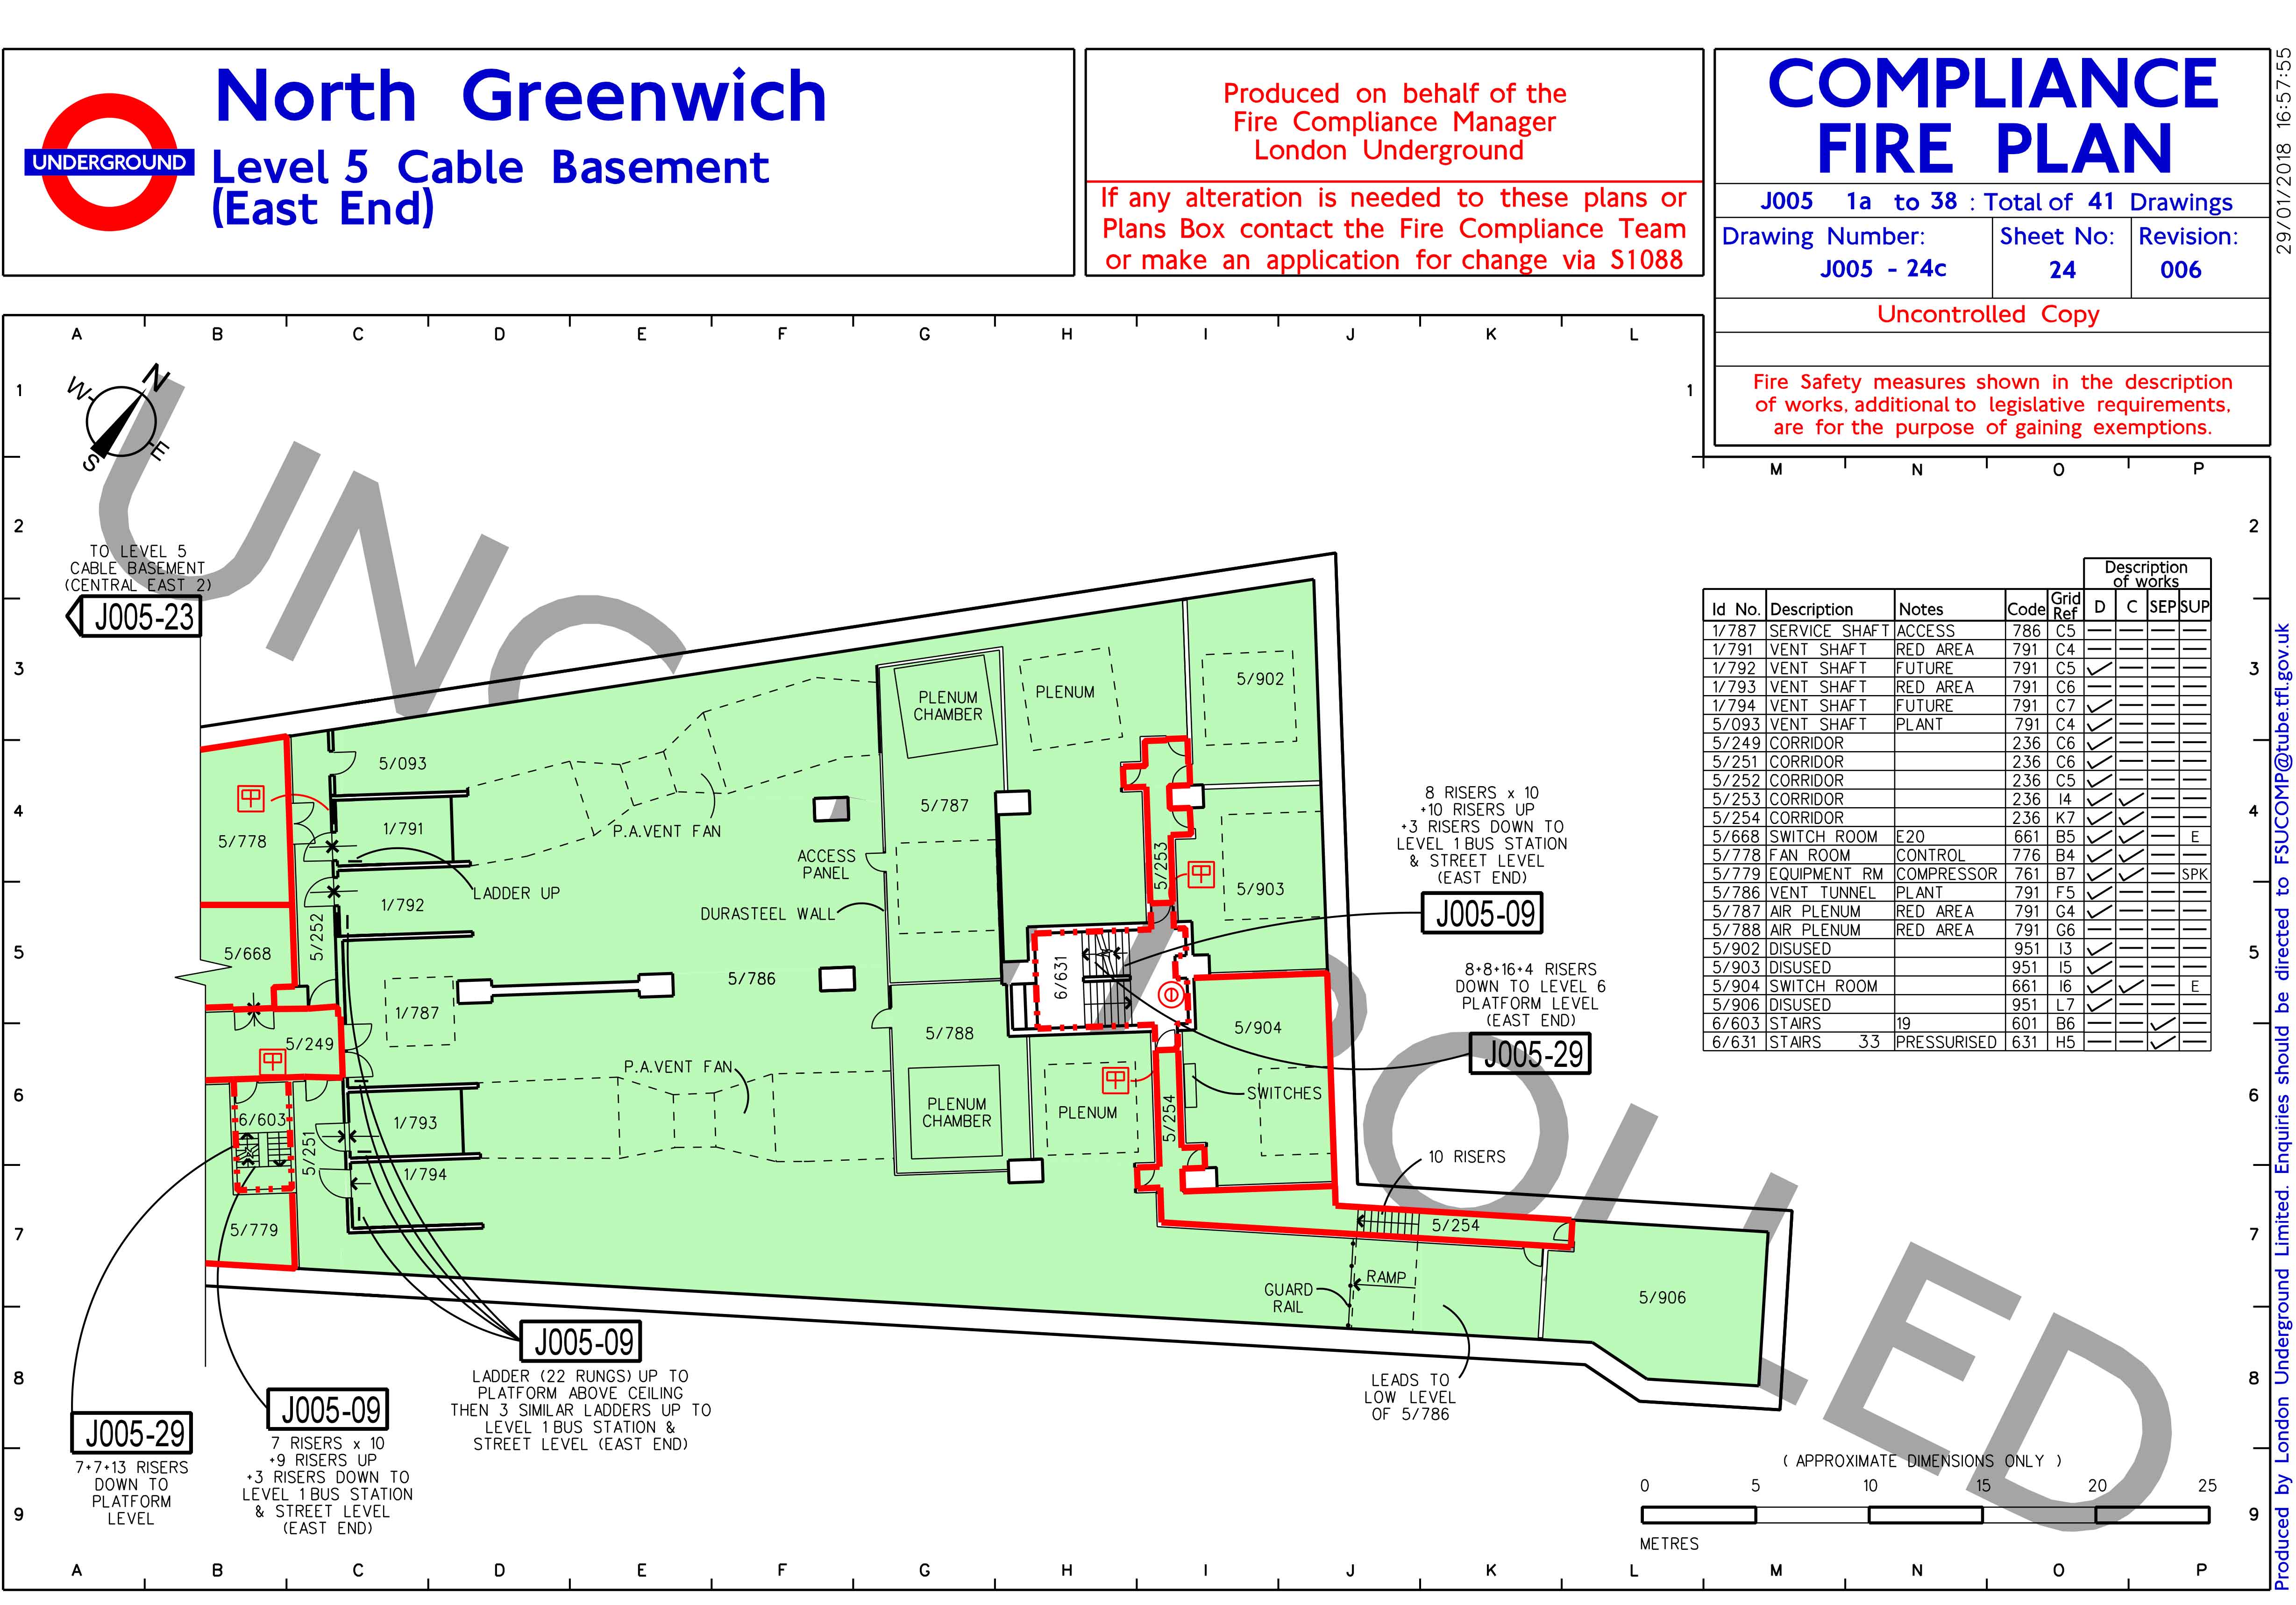 UNDERGROUND
North Greenwich
Level 5 Cable Basement
(East End)
Produced on behalf of the
Fire Compliance Manager
London Underground
If any alteration is needed to these plans or
Plans Box contact the Fire Compliance Team
or make an application for change via S1088
COMPLIANCE
FIRE PLAN
J005 1a to 38 : Total of 41 Drawings
Drawing Number:
J005 - 24c
Sheet No:
24
Revision:
006
Uncontrolled Copy
Fire Safety measures shown in the description
of works, additional to legislative requirements,
are for the purpose of gaining exemptions.
29/01/2018 16:57:55
A B C D E F G H I J K L
M N O P
1 1
2 2
3 3
4 4
5 5
6 6
7 7
8 8
9 9
A B C D E F G H I J K L M N O P
N
W
E
S
UNCONTROLLED
TO LEVEL 5
CABLE BASEMENT
(CENTRAL EAST 2)
J005-23
5/093
5/778
1/791
LADDER UP
1/792
5/252
5/668
1/787
5/249
6/603
5/251
1/793
1/794
5/779
P.A.VENT FAN
ACCESS
PANEL
DURASTEEL WALL
5/786
P.A.VENT FAN
PLENUM
CHAMBER
5/787
5/788
PLENUM
CHAMBER
PLENUM
5/902
5/253
5/903
6/631
5/904
PLENUM
5/254
SWITCHES
10 RISERS
5/254
GUARD
RAIL
RAMP
5/906
LEADS TO
LOW LEVEL
OF 5/786
8 RISERS x 10
+10 RISERS UP
+3 RISERS DOWN TO
LEVEL 1 BUS STATION
& STREET LEVEL
(EAST END)
J005-09
8+8+16+4 RISERS
DOWN TO LEVEL 6
PLATFORM LEVEL
(EAST END)
J005-29
J005-09
LADDER (22 RUNGS) UP TO
PLATFORM ABOVE CEILING
THEN 3 SIMILAR LADDERS UP TO
LEVEL 1 BUS STATION &
STREET LEVEL (EAST END)
J005-09
7 RISERS x 10
+9 RISERS UP
+3 RISERS DOWN TO
LEVEL 1 BUS STATION
& STREET LEVEL
(EAST END)
J005-29
7+7+13 RISERS
DOWN TO
PLATFORM
LEVEL
Description
of works
Id No. Description Notes Code Grid Ref D C SEP SUP
1/787 SERVICE SHAFT ACCESS 786 C5 — — — —
1/791 VENT SHAFT RED AREA 791 C4 — — — —
1/792 VENT SHAFT FUTURE 791 C5 ✓ — — —
1/793 VENT SHAFT RED AREA 791 C6 — — — —
1/794 VENT SHAFT FUTURE 791 C7 ✓ — — —
5/093 VENT SHAFT PLANT 791 C4 ✓ — — —
5/249 CORRIDOR 236 C6 ✓ — — —
5/251 CORRIDOR 236 C6 ✓ — — —
5/252 CORRIDOR 236 C5 ✓ — — —
5/253 CORRIDOR 236 I4 ✓ ✓ — —
5/254 CORRIDOR 236 K7 ✓ ✓ — —
5/668 SWITCH ROOM E20 661 B5 ✓ ✓ — E
5/778 FAN ROOM CONTROL 776 B4 ✓ ✓ — —
5/779 EQUIPMENT RM COMPRESSOR 761 B7 ✓ ✓ — SPK
5/786 VENT TUNNEL PLANT 791 F5 ✓ — — —
5/787 AIR PLENUM RED AREA 791 G4 ✓ — — —
5/788 AIR PLENUM RED AREA 791 G6 — — — —
5/902 DISUSED 951 I3 ✓ — — —
5/903 DISUSED 951 I5 ✓ — — —
5/904 SWITCH ROOM 661 I6 ✓ ✓ — E
5/906 DISUSED 951 L7 ✓ — — —
6/603 STAIRS 19 601 B6 — — ✓ —
6/631 STAIRS 33 PRESSURISED 631 H5 — — ✓ —
( APPROXIMATE DIMENSIONS ONLY )
0 5 10 15 20 25
METRES
Produced by London Underground Limited. Enquiries should be directed to FSUCOMP@tube.tfl.gov.uk